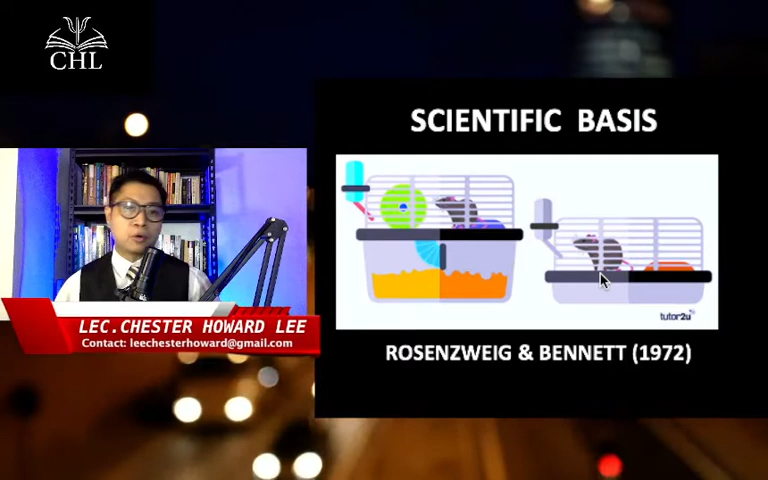 CHL
SCIENTIFIC BASIS
tutor2u
ROSENZWEIG & BENNETT (1972)
LEC.CHESTER HOWARD LEE
Contact: leechesterhoward@gmail.com